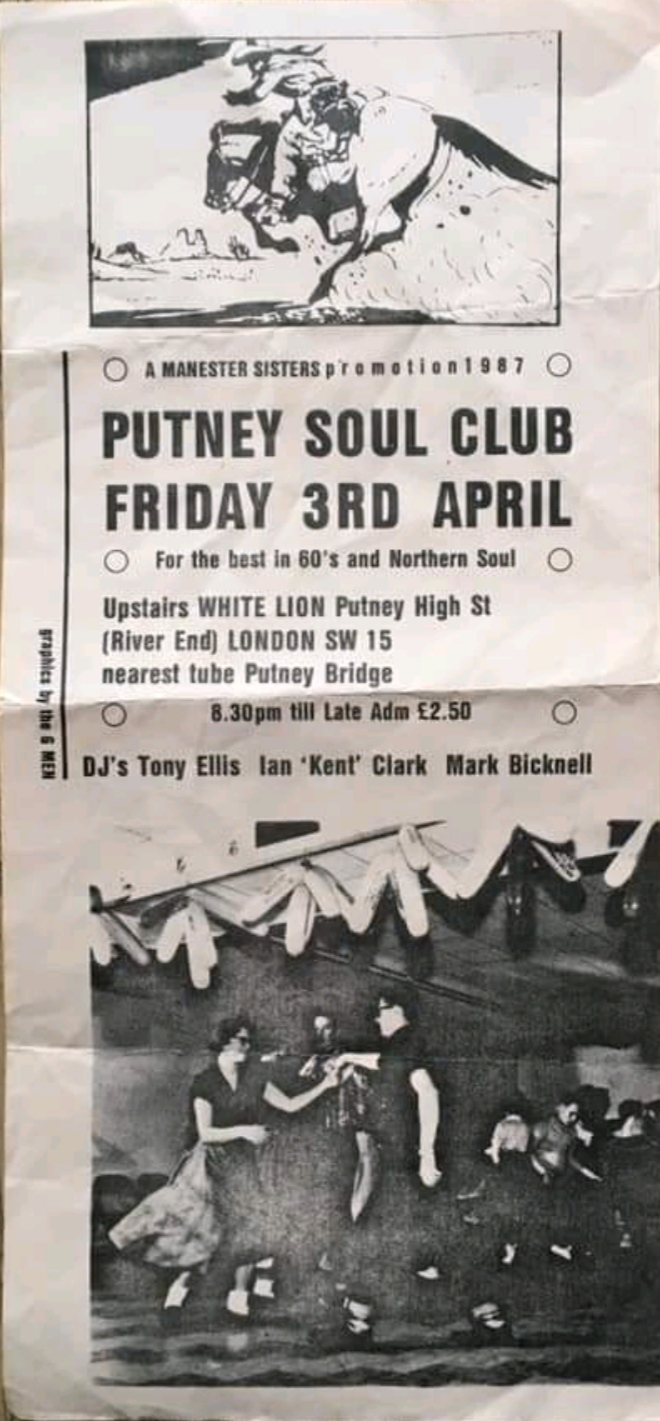 A MANESTER SISTERS promotion 1987
PUTNEY SOUL CLUB
FRIDAY 3RD APRIL
For the best in 60's and Northern Soul
Upstairs WHITE LION Putney High St
(River End) LONDON SW 15
nearest tube Putney Bridge
8.30pm till Late Adm £2.50
DJ's Tony Ellis Ian ‘Kent’ Clark Mark Bicknell
graphics by the G MEN